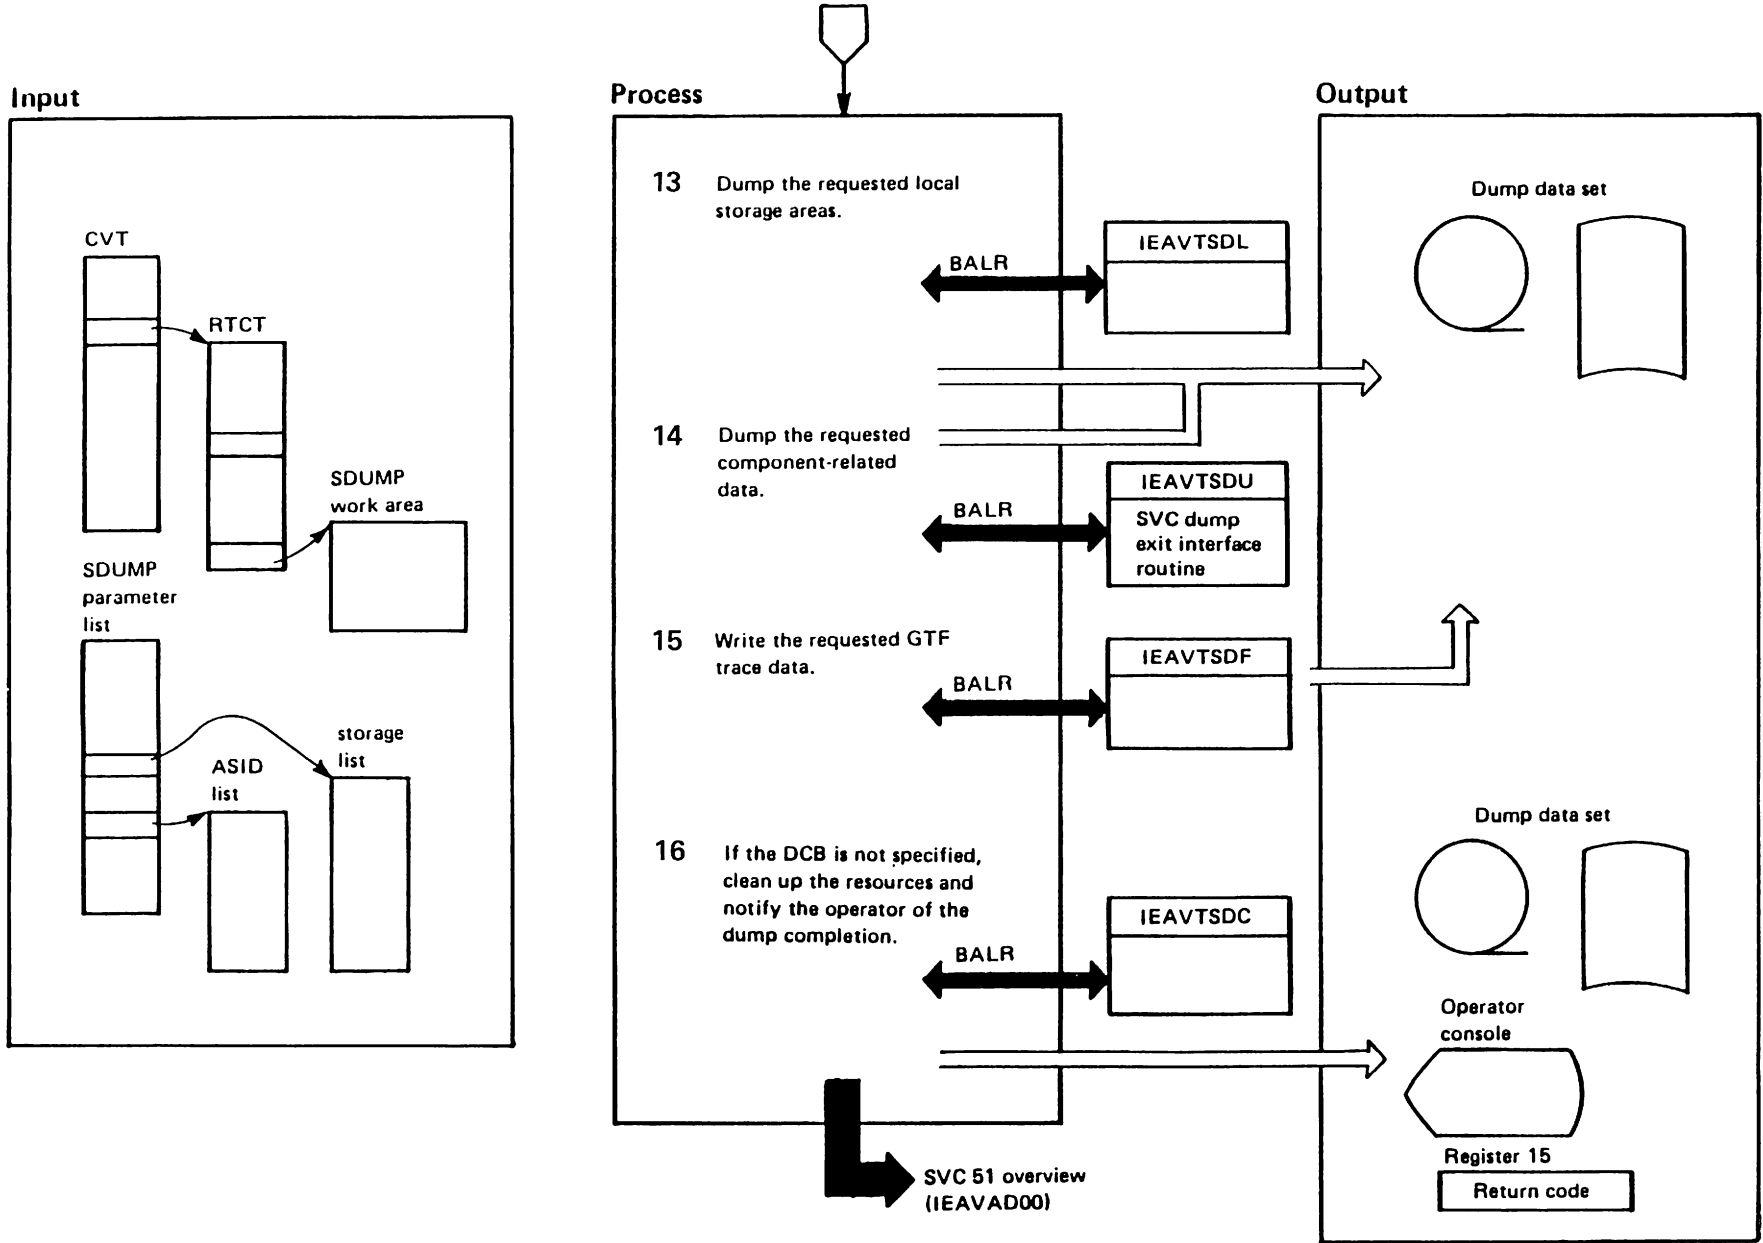 Input
CVT
RTCT
SDUMP
work area
SDUMP
parameter
list
storage
list
ASID
list
Process
13 Dump the requested local
storage areas.
BALR
IEAVTSDL
14 Dump the requested
component-related
data.
BALR
IEAVTSDU
SVC dump
exit interface
routine
15 Write the requested GTF
trace data.
BALR
IEAVTSDF
16 If the DCB is not specified,
clean up the resources and
notify the operator of the
dump completion.
BALR
IEAVTSDC
SVC 51 overview
(IEAVAD00)
Output
Dump data set
Dump data set
Operator
console
Register 15
Return code